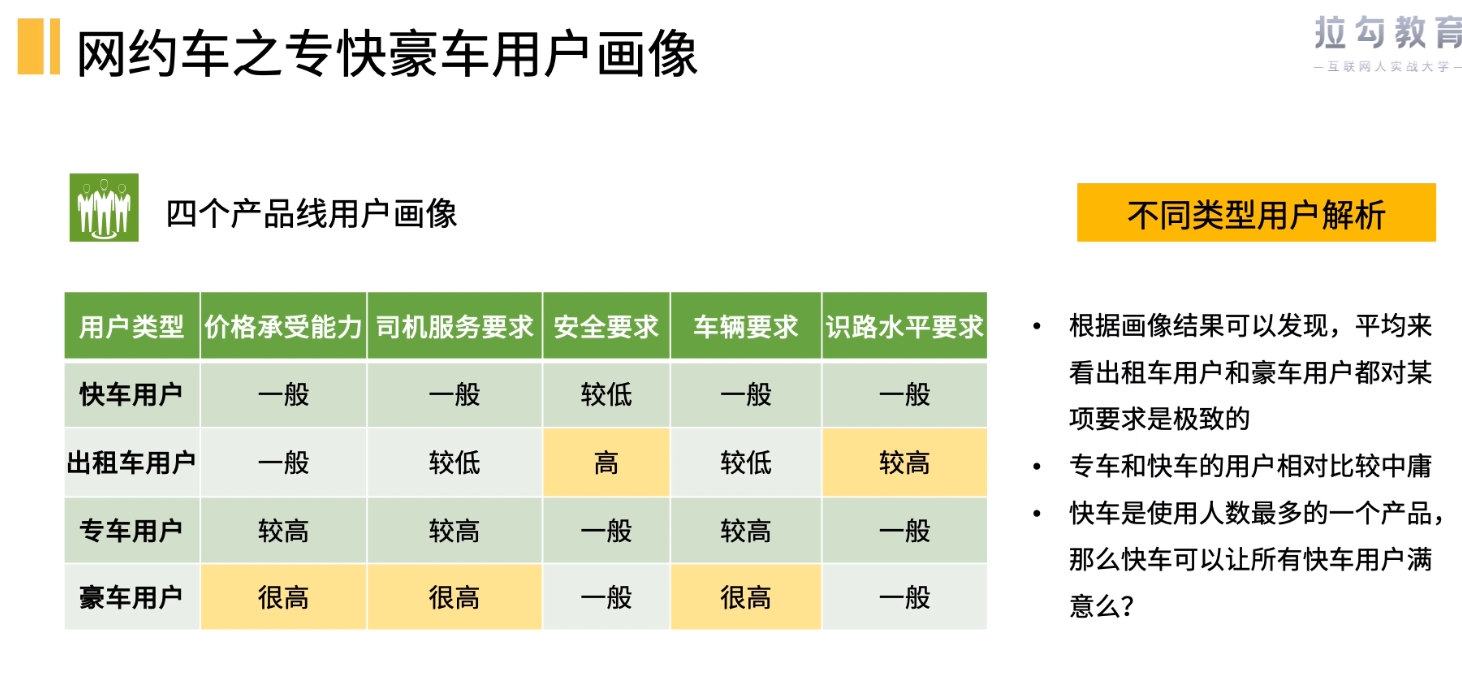 网约车之专快豪车用户画像
拉勾教育
—互联网人实战大学—
四个产品线用户画像
不同类型用户解析
用户类型 价格承受能力 司机服务要求 安全要求 车辆要求 识路水平要求
快车用户 一般 一般 较低 一般 一般
出租车用户 一般 较低 高 较低 较高
专车用户 较高 较高 一般 较高 一般
豪车用户 很高 很高 一般 很高 一般
• 根据画像结果可以发现，平均来
看出租车用户和豪车用户都对某
项要求是极致的
• 专车和快车的用户相对比较中庸
• 快车是使用人数最多的一个产品，
那么快车可以让所有快车用户满
意么？